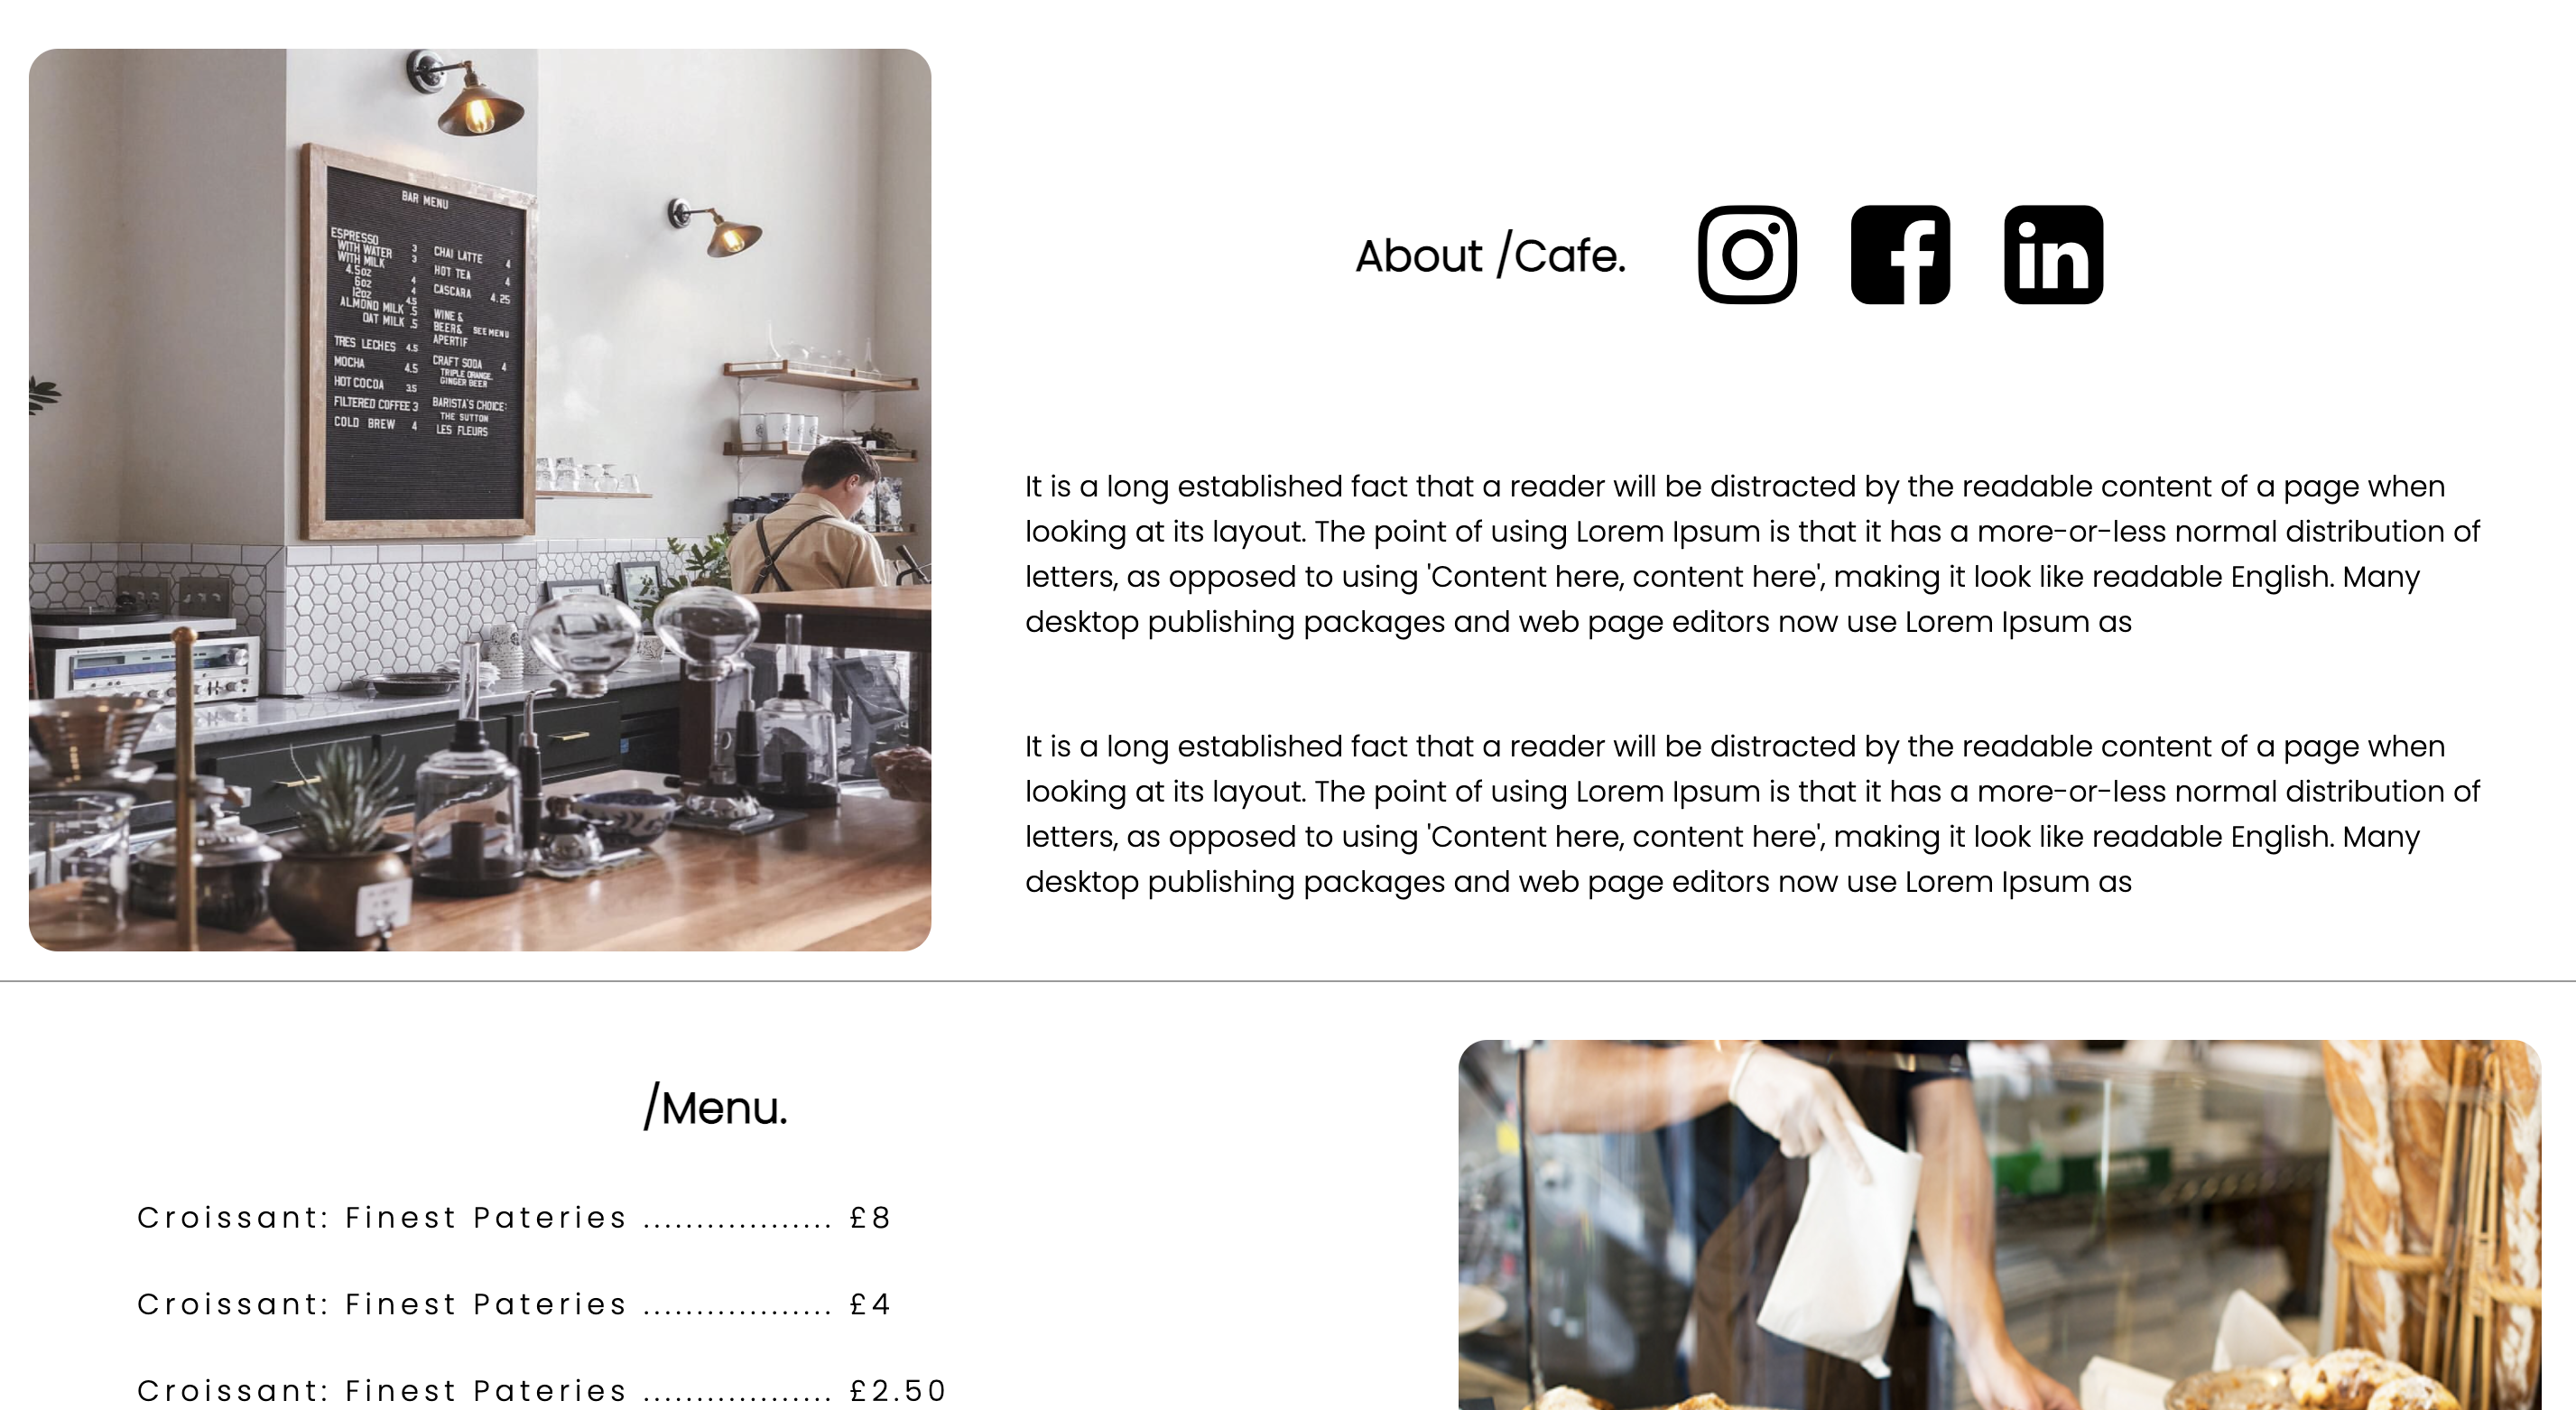 BAR MENU
ESPRESSO
WITH WATER 3
WITH MILK 3
4.5oz
6oz 4
12oz 4
ALMOND MILK .5
OAT MILK .5
TRES LECHES 4.5
MOCHA 4.5
HOT COCOA 3.5
FILTERED COFFEE 3
COLD BREW 4
CHAI LATTE 4
HOT TEA 4
CASCARA 4.25
WINE &
BEER& SEE MENU
APERTIF
CRAFT SODA 4
TRIPLE ORANGE
GINGER BEER
BARISTA'S CHOICE:
THE SUTTON
LES FLEURS
About /Cafe.
in
It is a long established fact that a reader will be distracted by the readable content of a page when
looking at its layout. The point of using Lorem Ipsum is that it has a more-or-less normal distribution of
letters, as opposed to using 'Content here, content here', making it look like readable English. Many
desktop publishing packages and web page editors now use Lorem Ipsum as
It is a long established fact that a reader will be distracted by the readable content of a page when
looking at its layout. The point of using Lorem Ipsum is that it has a more-or-less normal distribution of
letters, as opposed to using 'Content here, content here', making it look like readable English. Many
desktop publishing packages and web page editors now use Lorem Ipsum as
/Menu.
Croissant: Finest Pateries .................. £8
Croissant: Finest Pateries .................. £4
Croissant: Finest Pateries .................. £2.50